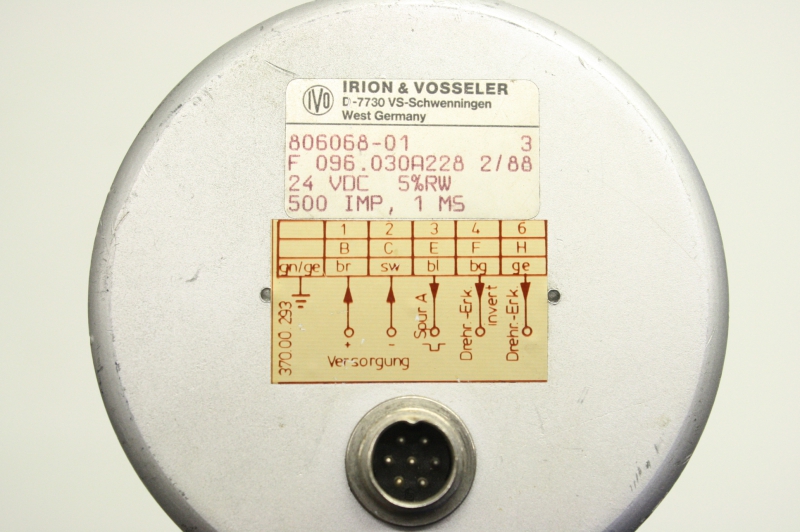 IVO
IRION & VOSSELER
D-7730 VS-Schwenningen
West Germany
806068-01 3
F 096.030A228 2/88
24 VDC 5%RW
500 IMP, 1 MS
1 2 3 4 6
B C E F H
gn/ge br sw bl bg ge
370.00 293
+ -
Versorgung
Spur A
Drehr.-Erk. invert
Drehr.-Erk.